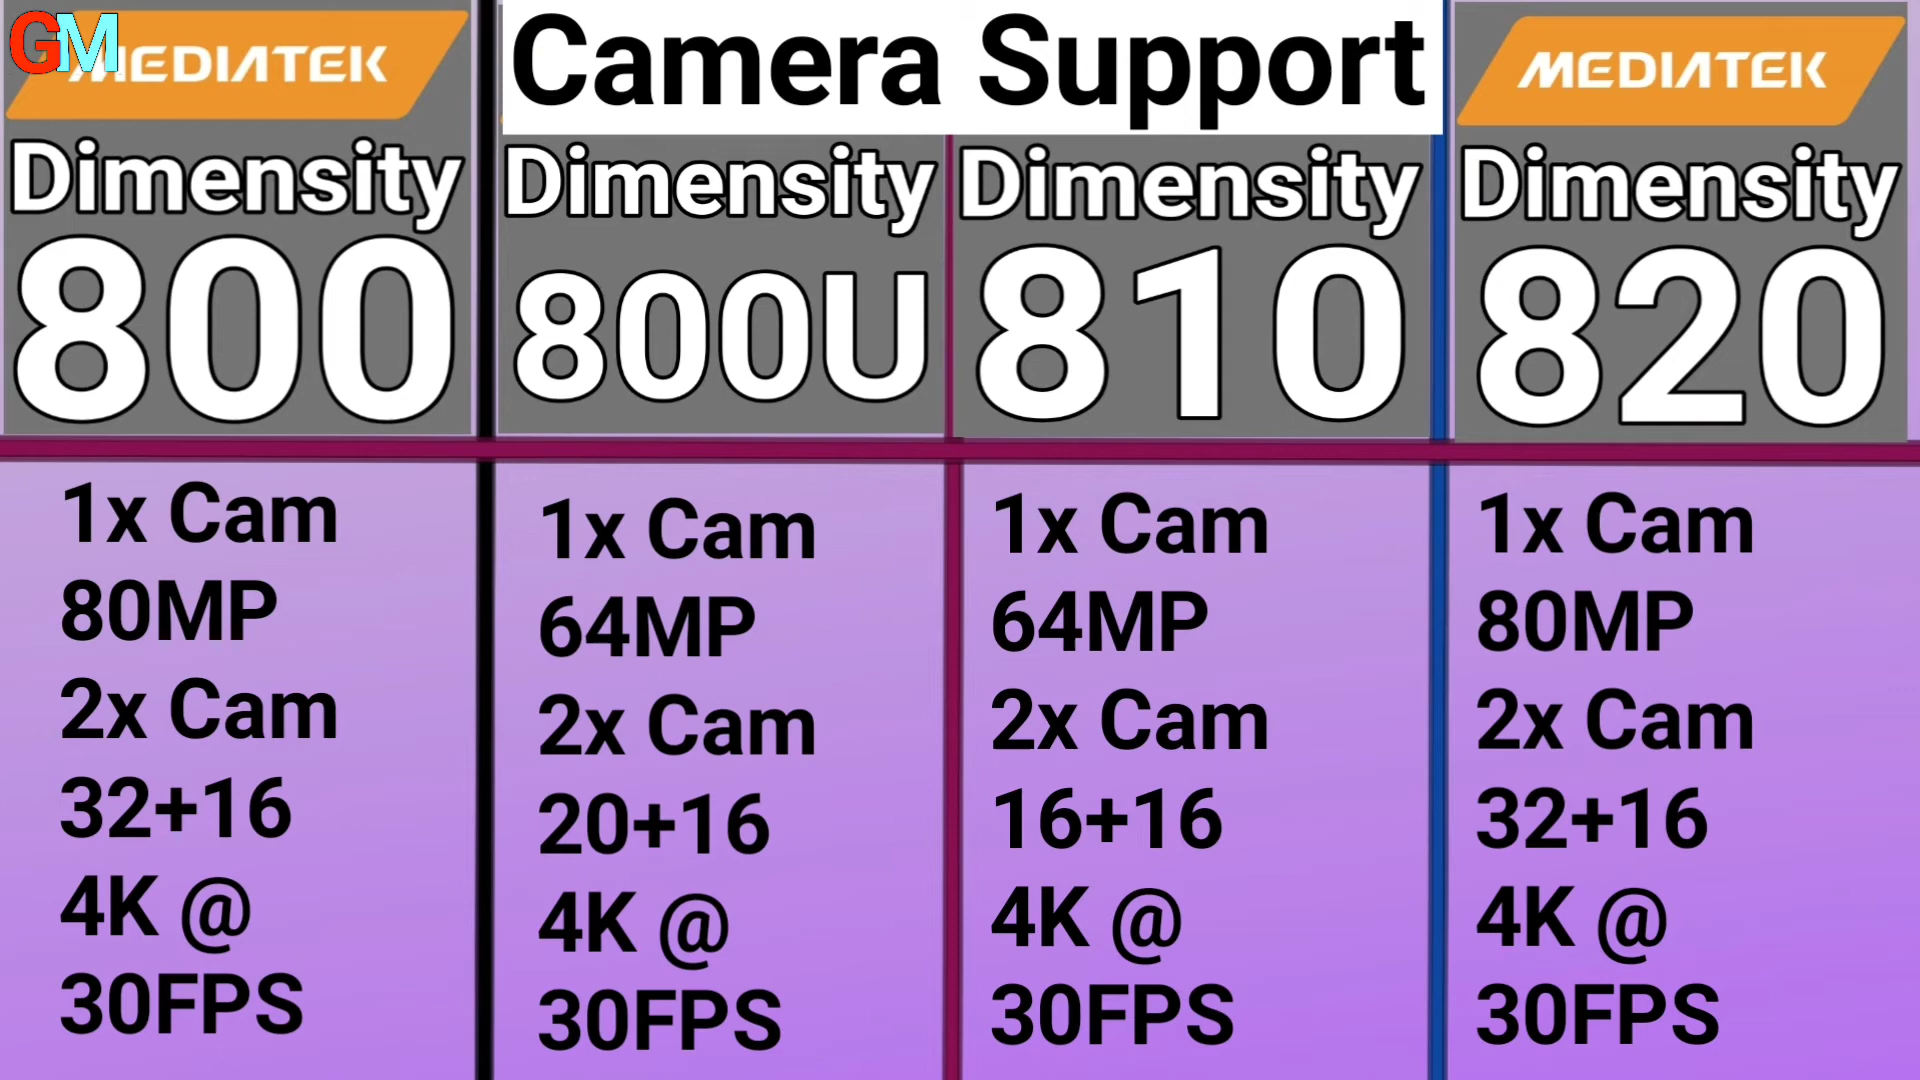 GM
MEDIATEK
Camera Support
MEDIATEK
Dimensity
800
Dimensity
800U
Dimensity
810
Dimensity
820
1x Cam
80MP
2x Cam
32+16
4K @
30FPS
1x Cam
64MP
2x Cam
20+16
4K @
30FPS
1x Cam
64MP
2x Cam
16+16
4K @
30FPS
1x Cam
80MP
2x Cam
32+16
4K @
30FPS